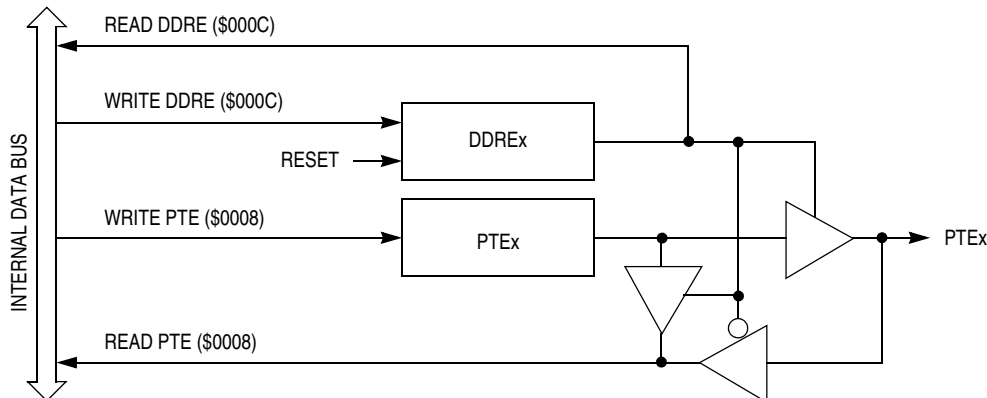 READ DDRE ($000C)
WRITE DDRE ($000C)
DDREx
RESET
INTERNAL DATA BUS
WRITE PTE ($0008)
PTEx
PTEx
READ PTE ($0008)